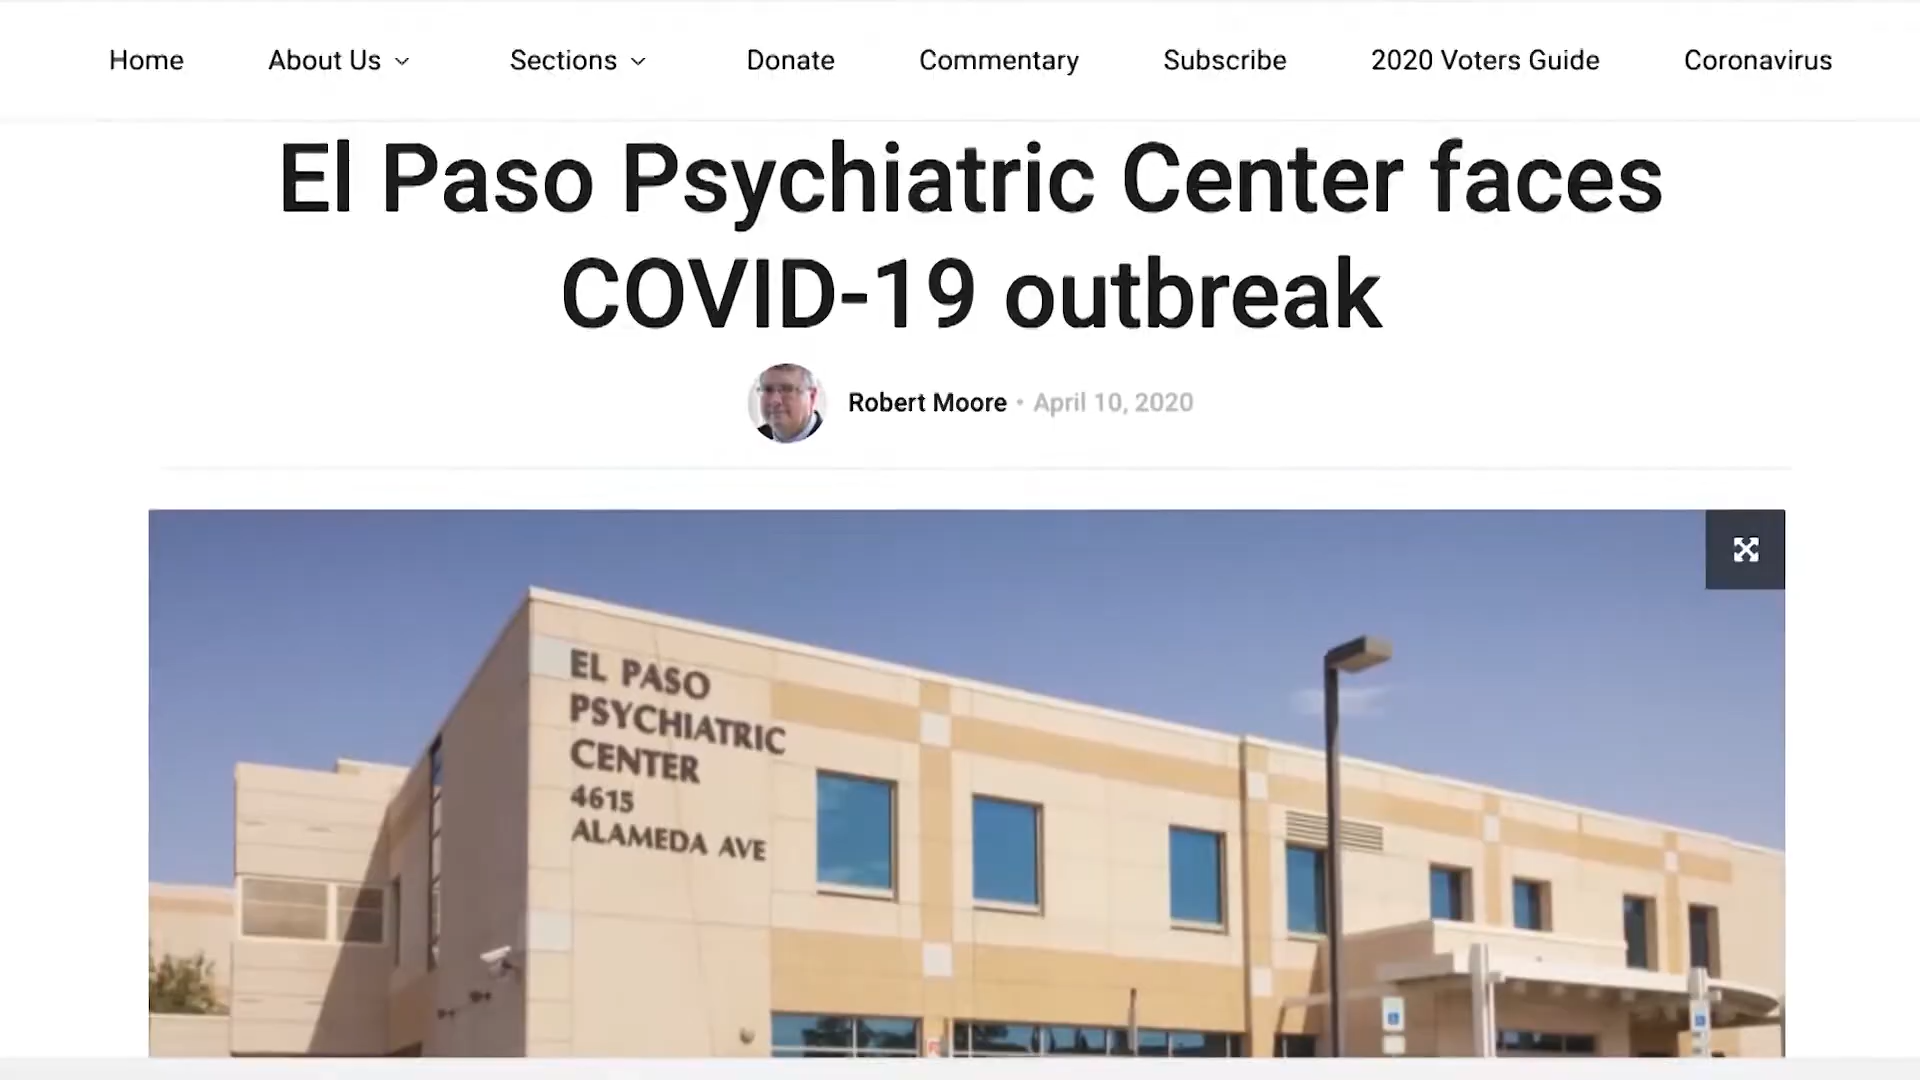 Home About Us Sections Donate Commentary Subscribe 2020 Voters Guide Coronavirus
El Paso Psychiatric Center faces
COVID-19 outbreak
Robert Moore • April 10, 2020
EL PASO
PSYCHIATRIC
CENTER
4615
ALAMEDA AVE